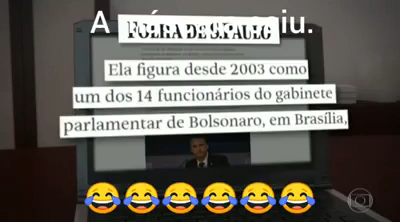 A caiu.
FOLHA DE S.PAULO
Ela figura desde 2003 como
um dos 14 funcionários do gabinete
parlamentar de Bolsonaro, em Brasília,